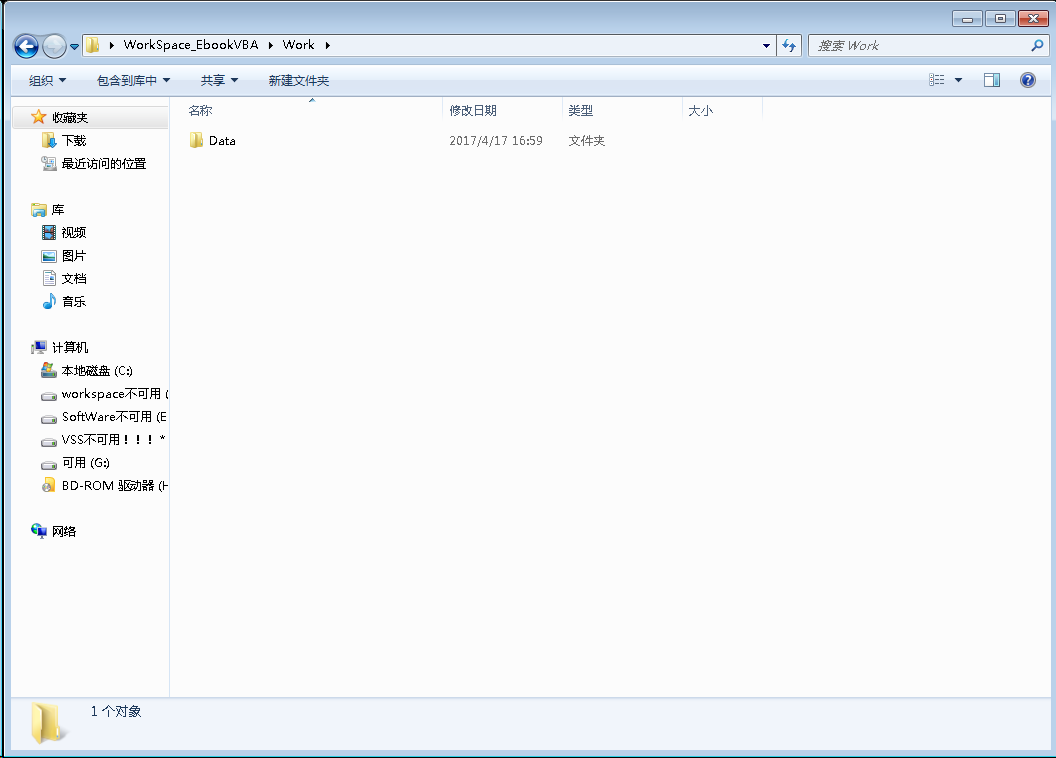 WorkSpace_EbookVBA Work 搜索 Work
组织 包含到库中 共享 新建文件夹
名称 修改日期 类型 大小
Data 2017/4/17 16:59 文件夹
收藏夹
下载
最近访问的位置
库
视频
图片
文档
音乐
计算机
本地磁盘 (C:)
workspace不可用 (
SoftWare不可用 (E
VSS不可用！！！ *
可用 (G:)
BD-ROM 驱动器 (H
网络
1 个对象